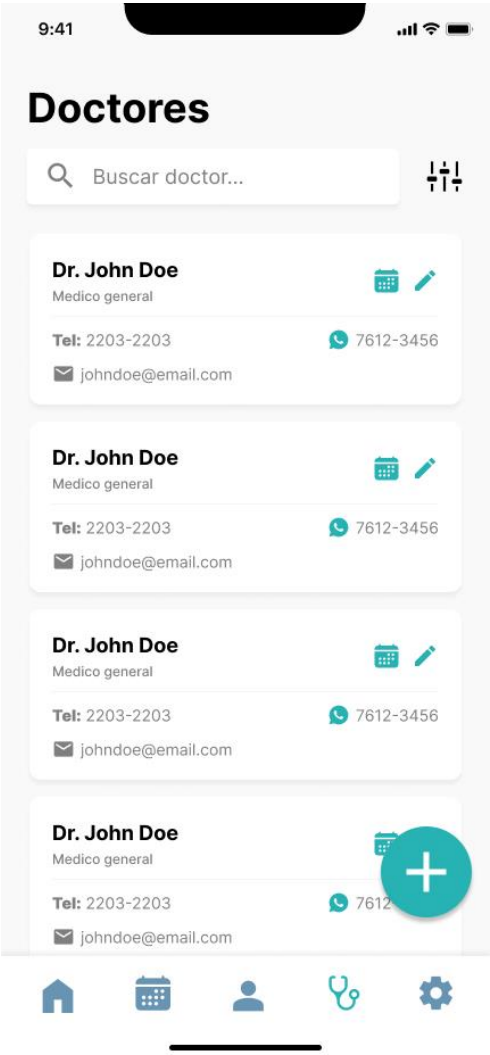 9:41
Doctores
Buscar doctor...
Dr. John Doe
Medico general
Tel: 2203-2203 7612-3456
johndoe@email.com
Dr. John Doe
Medico general
Tel: 2203-2203 7612-3456
johndoe@email.com
Dr. John Doe
Medico general
Tel: 2203-2203 7612-3456
johndoe@email.com
Dr. John Doe
Medico general
Tel: 2203-2203 7612
johndoe@email.com